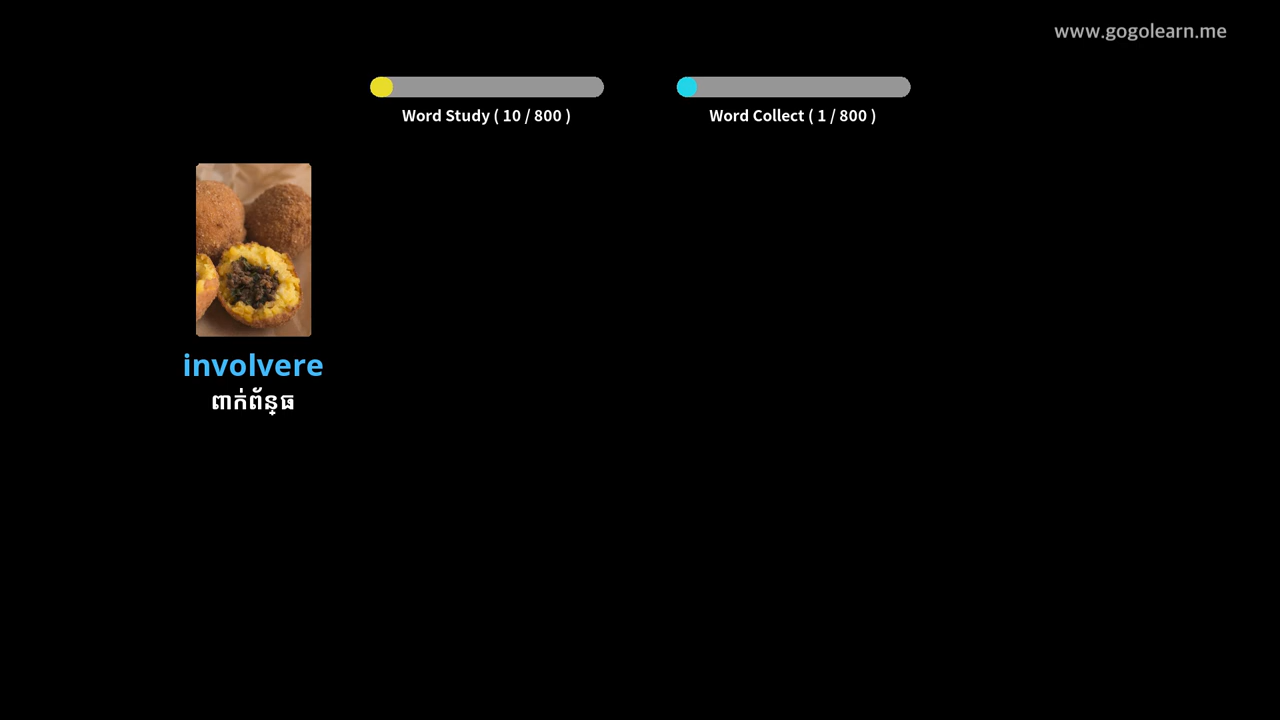 www.gogolearn.me
Word Study ( 10 / 800 )
Word Collect ( 1 / 800 )
involvere
ពាក់ព័ន្ធ